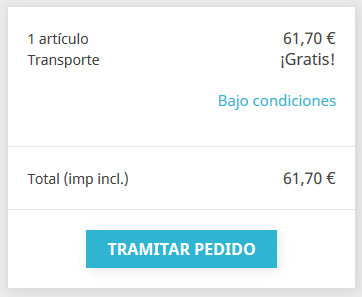 1 artículo 61,70 €
Transporte ¡Gratis!
Bajo condiciones
Total (imp incl.) 61,70 €
TRAMITAR PEDIDO